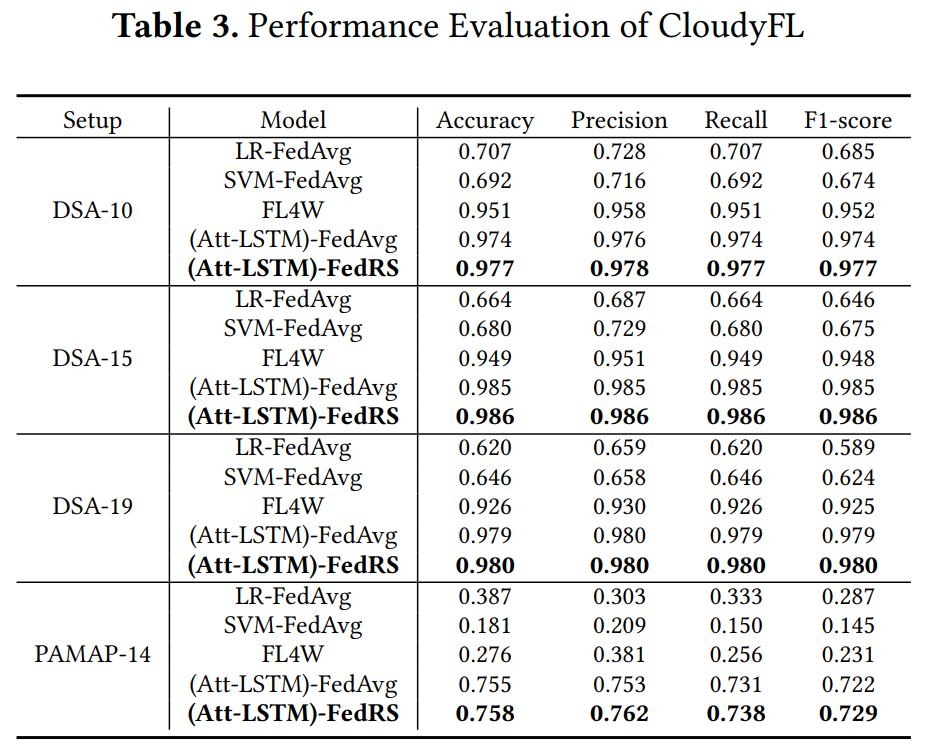 Table 3. Performance Evaluation of CloudyFL
Setup Model Accuracy Precision Recall F1-score
LR-FedAvg 0.707 0.728 0.707 0.685
SVM-FedAvg 0.692 0.716 0.692 0.674
DSA-10 FL4W 0.951 0.958 0.951 0.952
(Att-LSTM)-FedAvg 0.974 0.976 0.974 0.974
(Att-LSTM)-FedRS 0.977 0.978 0.977 0.977
LR-FedAvg 0.664 0.687 0.664 0.646
SVM-FedAvg 0.680 0.729 0.680 0.675
DSA-15 FL4W 0.949 0.951 0.949 0.948
(Att-LSTM)-FedAvg 0.985 0.985 0.985 0.985
(Att-LSTM)-FedRS 0.986 0.986 0.986 0.986
LR-FedAvg 0.620 0.659 0.620 0.589
SVM-FedAvg 0.646 0.658 0.646 0.624
DSA-19 FL4W 0.926 0.930 0.926 0.925
(Att-LSTM)-FedAvg 0.979 0.980 0.979 0.979
(Att-LSTM)-FedRS 0.980 0.980 0.980 0.980
LR-FedAvg 0.387 0.303 0.333 0.287
SVM-FedAvg 0.181 0.209 0.150 0.145
PAMAP-14 FL4W 0.276 0.381 0.256 0.231
(Att-LSTM)-FedAvg 0.755 0.753 0.731 0.722
(Att-LSTM)-FedRS 0.758 0.762 0.738 0.729